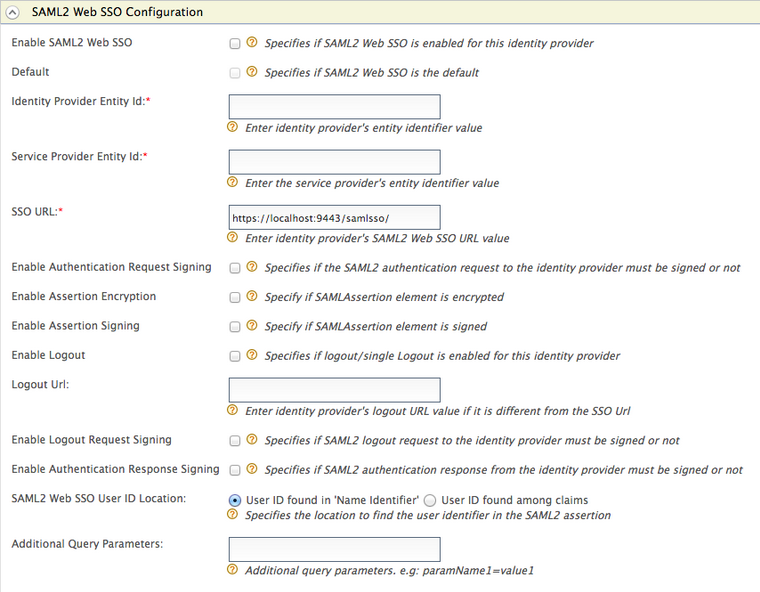 SAML2 Web SSO Configuration
Enable SAML2 Web SSO ? Specifies if SAML2 Web SSO is enabled for this identity provider
Default ? Specifies if SAML2 Web SSO is the default
Identity Provider Entity Id:*
? Enter identity provider's entity identifier value
Service Provider Entity Id:*
? Enter the service provider's entity identifier value
SSO URL:* https://localhost:9443/samlsso/
? Enter identity provider's SAML2 Web SSO URL value
Enable Authentication Request Signing ? Specifies if the SAML2 authentication request to the identity provider must be signed or not
Enable Assertion Encryption ? Specify if SAMLAssertion element is encrypted
Enable Assertion Signing ? Specify if SAMLAssertion element is signed
Enable Logout ? Specifies if logout/single Logout is enabled for this identity provider
Logout Url:
? Enter identity provider's logout URL value if it is different from the SSO Url
Enable Logout Request Signing ? Specifies if SAML2 logout request to the identity provider must be signed or not
Enable Authentication Response Signing ? Specifies if SAML2 authentication response from the identity provider must be signed or not
SAML2 Web SSO User ID Location: User ID found in 'Name Identifier' User ID found among claims
? Specifies the location to find the user identifier in the SAML2 assertion
Additional Query Parameters:
? Additional query parameters. e.g: paramName1=value1